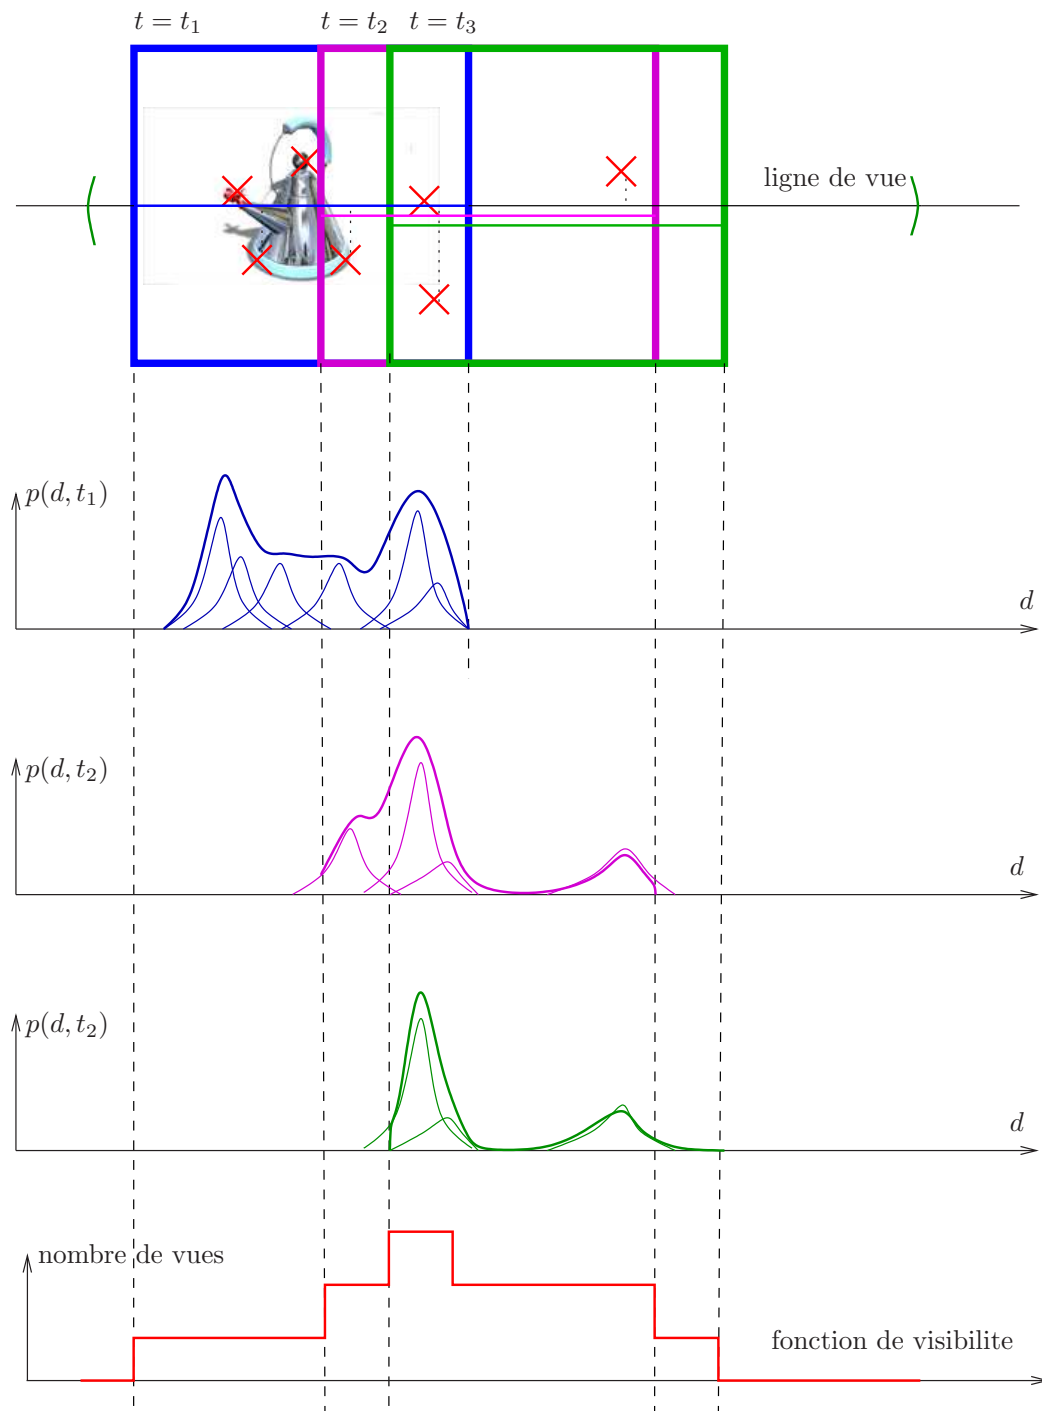 t = t₁ t = t₂ t = t₃
ligne de vue
p(d, t₁)
d
p(d, t₂)
d
p(d, t₂)
d
nombre de vues
fonction de visibilite